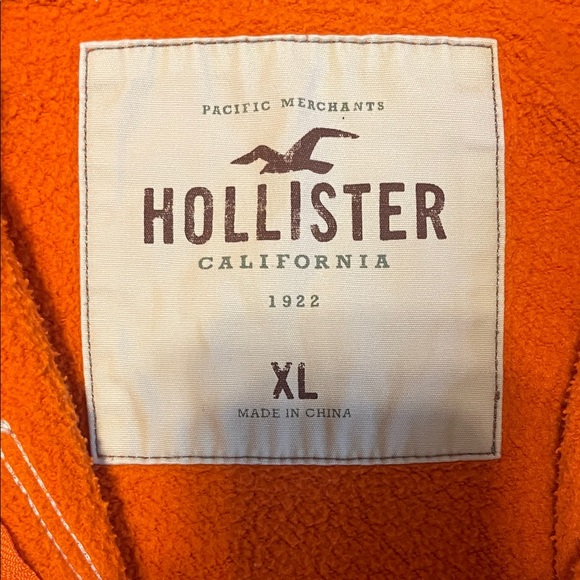 PACIFIC MERCHANTS
HOLLISTER
CALIFORNIA
1922
XL
MADE IN CHINA